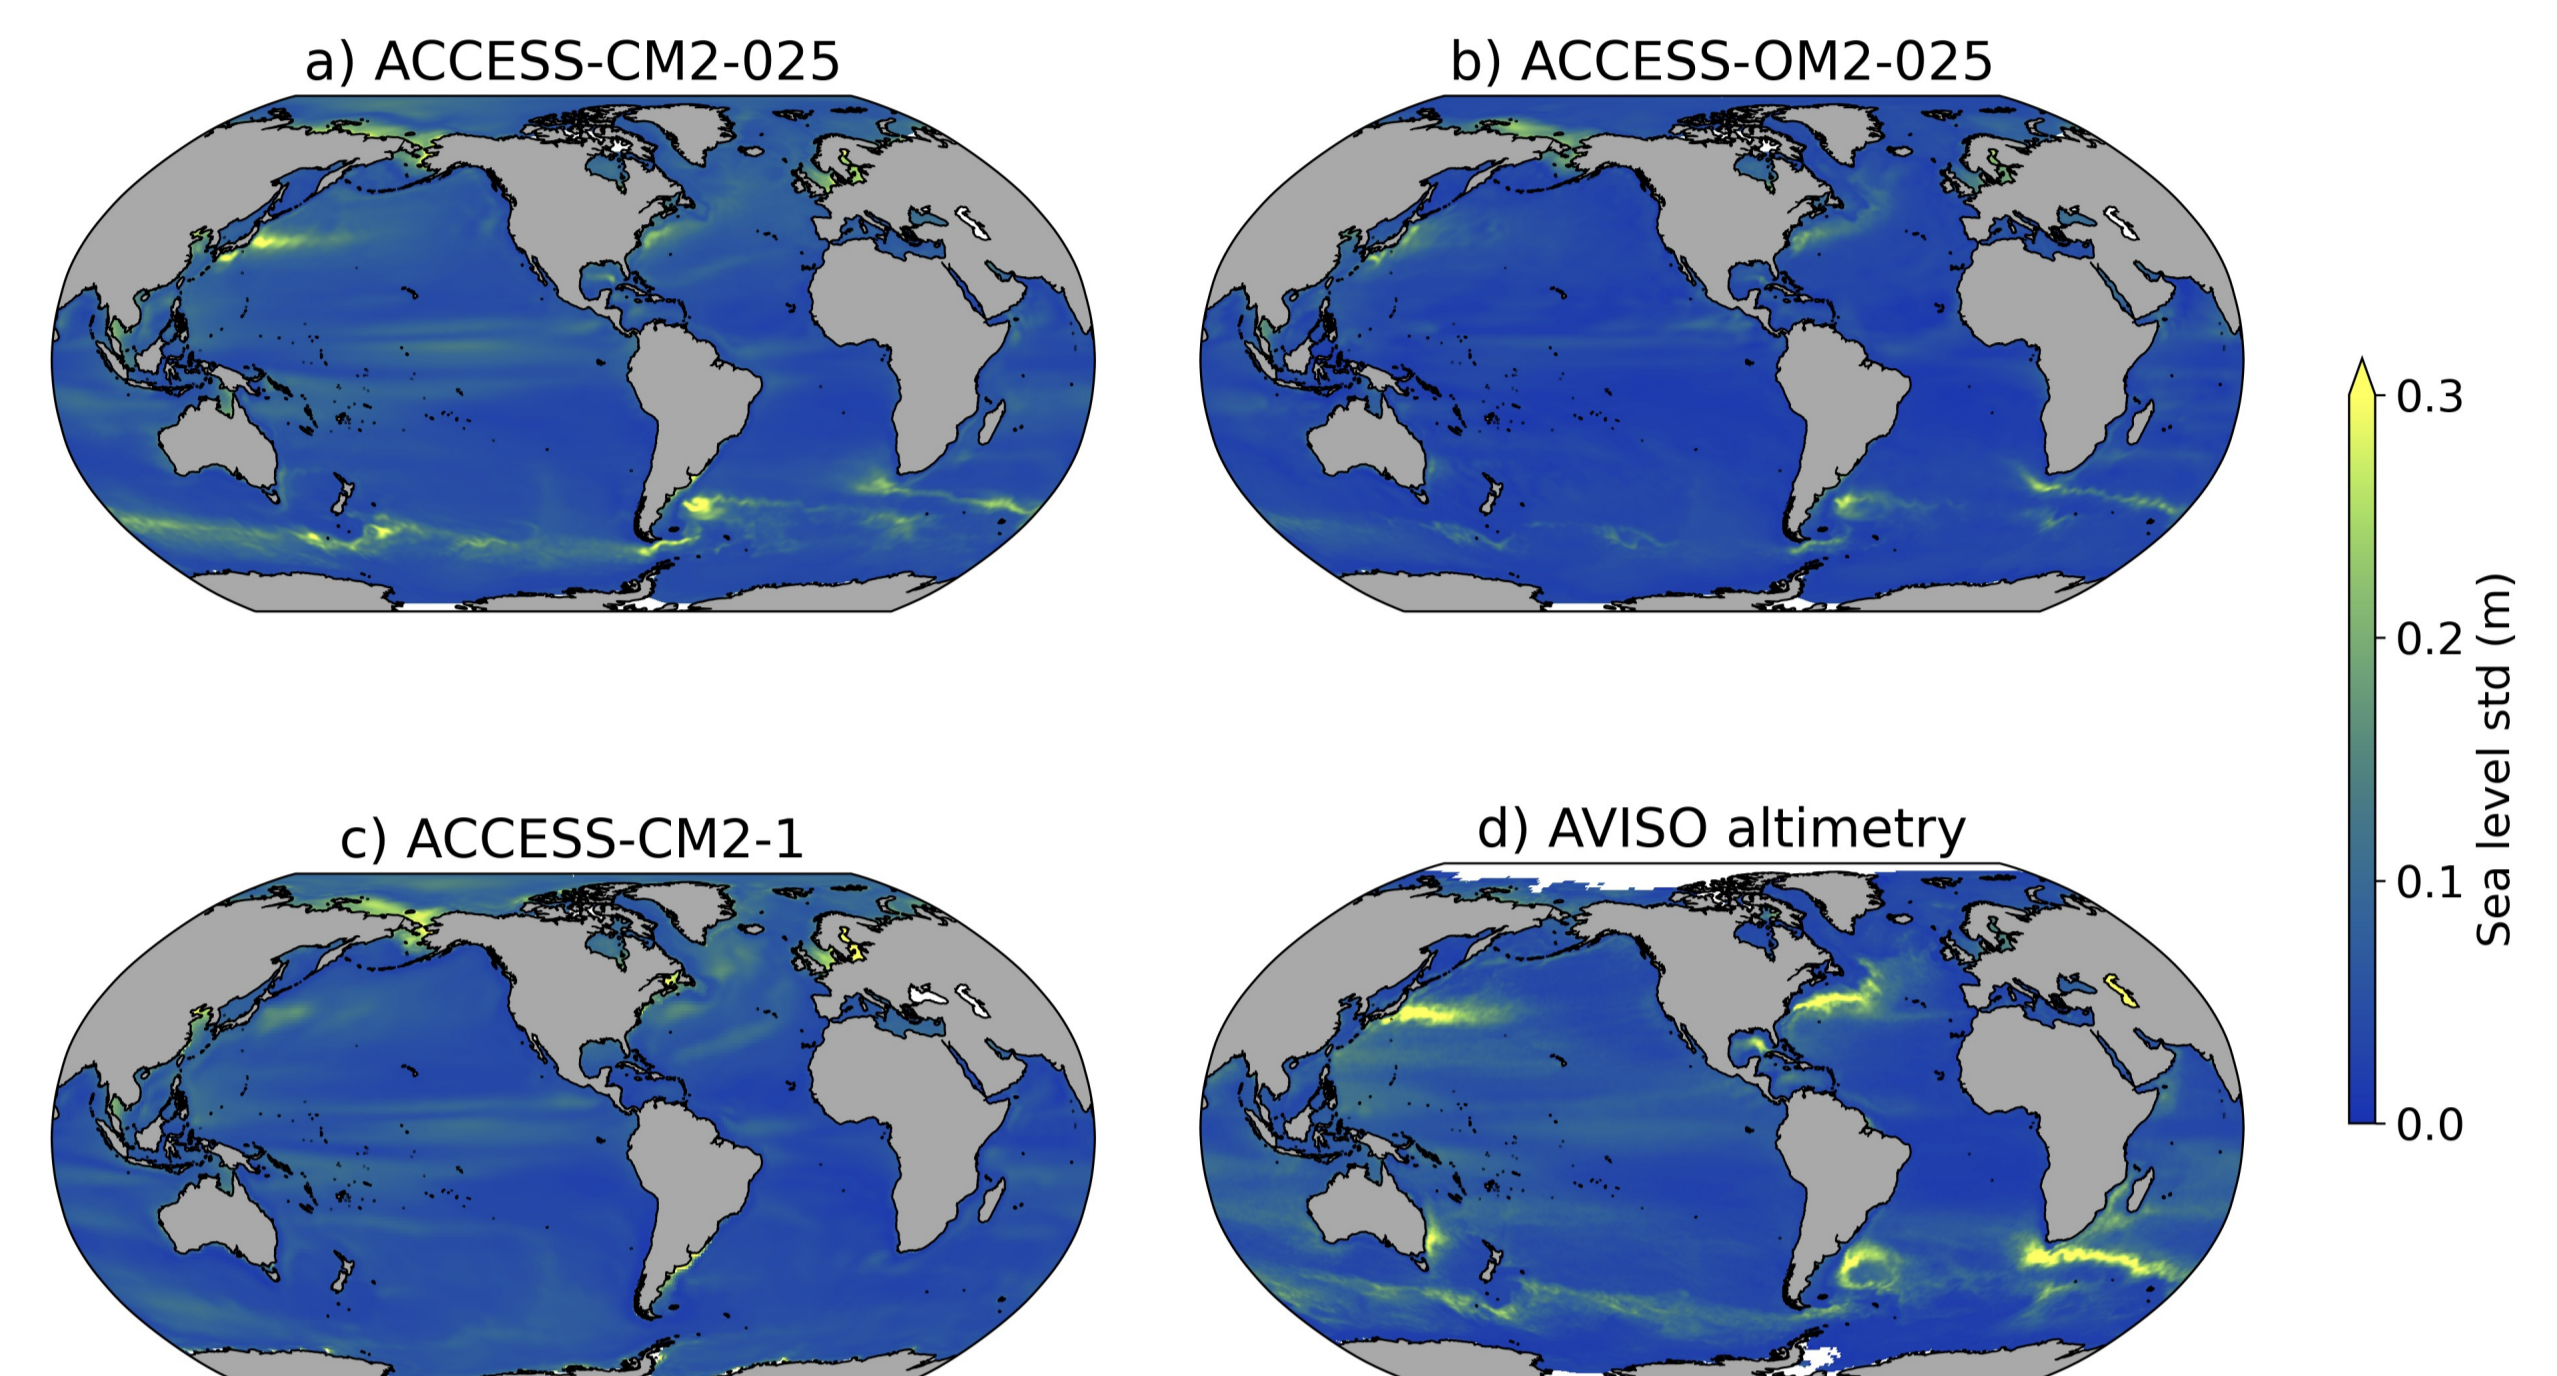 a) ACCESS-CM2-025
b) ACCESS-OM2-025
c) ACCESS-CM2-1
d) AVISO altimetry
0.3
0.2
0.1
0.0
Sea level std (m)